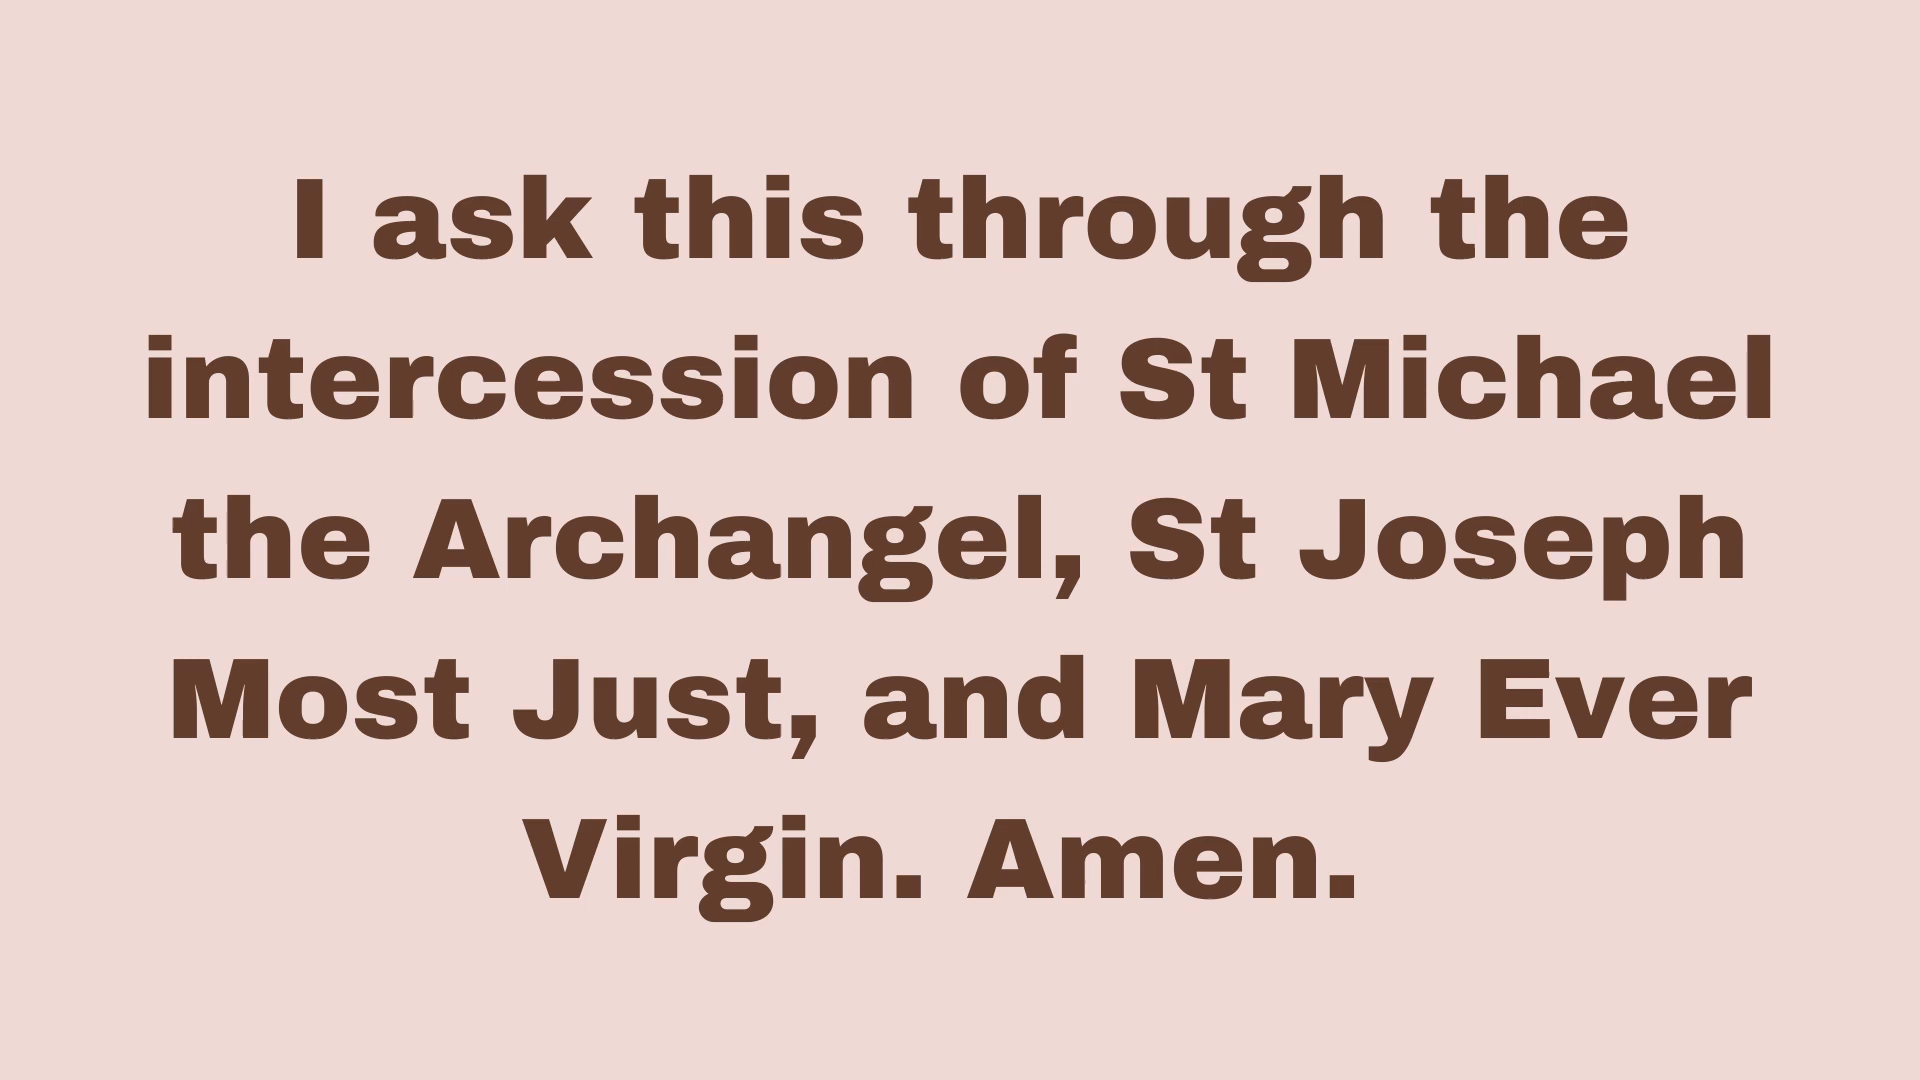 I ask this through the
intercession of St Michael
the Archangel, St Joseph
Most Just, and Mary Ever
Virgin. Amen.